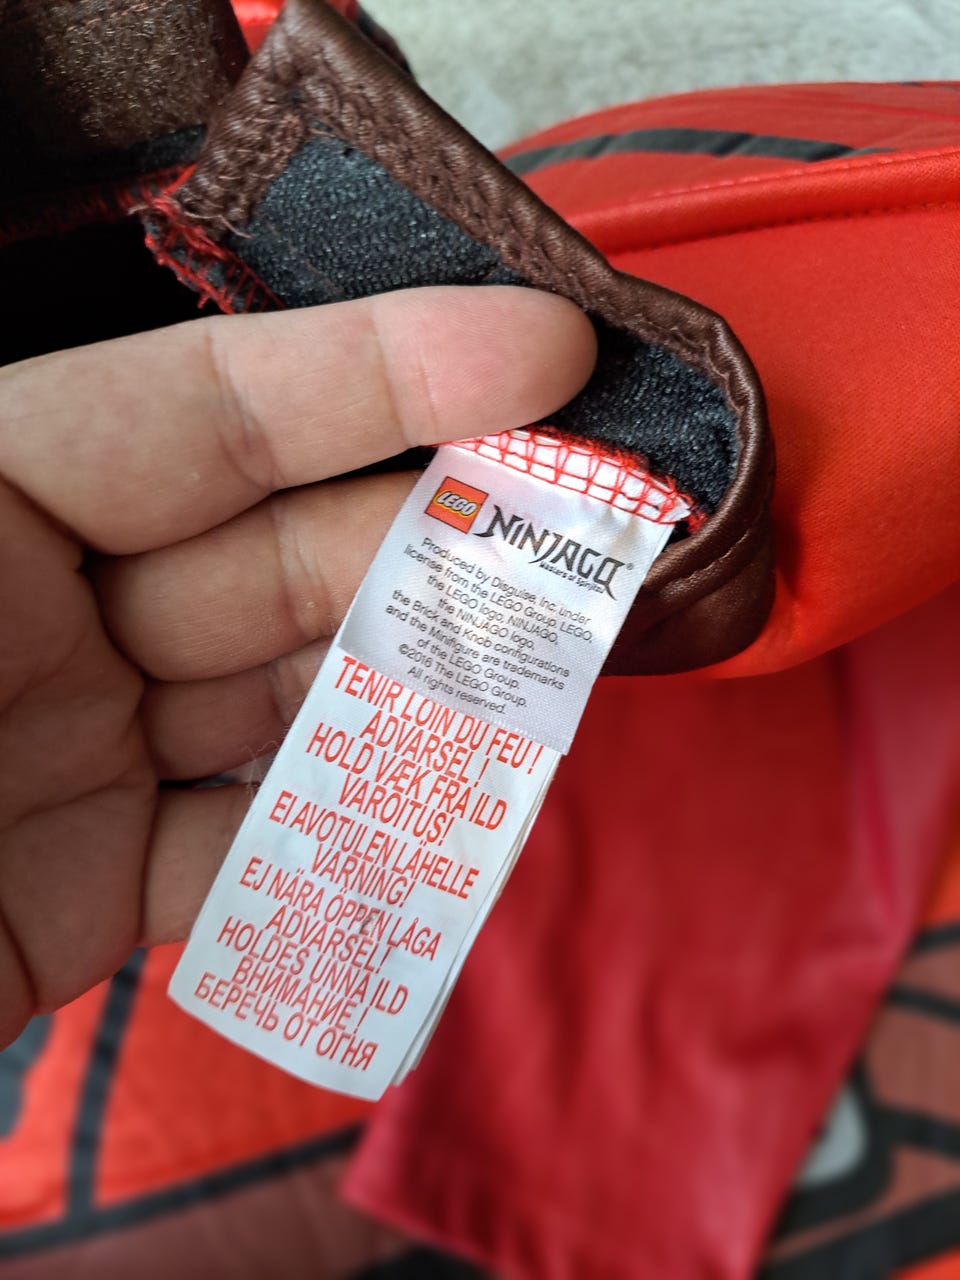 LEGO
NINJAGO®
Masters of Spinjitzu
Produced by Disguise, Inc. under
license from the LEGO Group. LEGO,
the LEGO logo, NINJAGO,
the NINJAGO logo,
the Brick and Knob configurations
and the Minifigure are trademarks
of the LEGO Group.
©2016 The LEGO Group.
All rights reserved.
TENIR LOIN DU FEU !
ADVARSEL !
HOLD VÆK FRA ILD
VAROITUS!
EI AVOTULEN LÄHELLE
VARNING!
EJ NÄRA ÖPPEN LÅGA
ADVARSEL!
HOLDES UNNA ILD
ВНИМАНИЕ !
БЕРЕЧЬ ОТ ОГНЯ